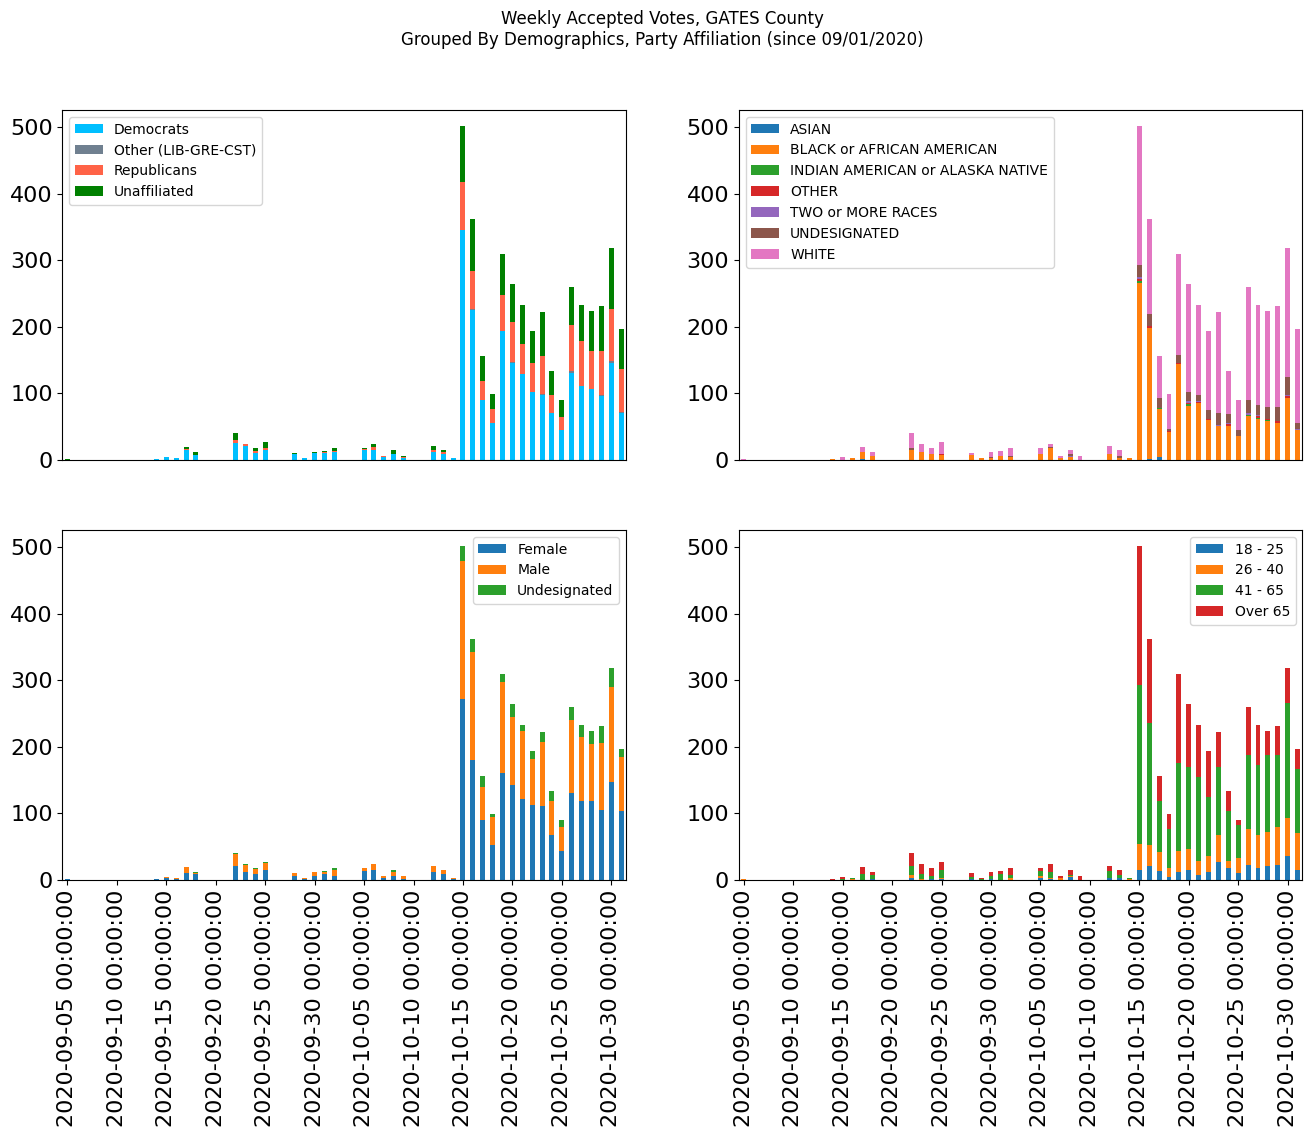 Weekly Accepted Votes, GATES County
Grouped By Demographics, Party Affiliation (since 09/01/2020)
500
400
300
200
100
0
Democrats
Other (LIB-GRE-CST)
Republicans
Unaffiliated
500
400
300
200
100
0
ASIAN
BLACK or AFRICAN AMERICAN
INDIAN AMERICAN or ALASKA NATIVE
OTHER
TWO or MORE RACES
UNDESIGNATED
WHITE
500
400
300
200
100
0
Female
Male
Undesignated
2020-09-05 00:00:00
2020-09-10 00:00:00
2020-09-15 00:00:00
2020-09-20 00:00:00
2020-09-25 00:00:00
2020-09-30 00:00:00
2020-10-05 00:00:00
2020-10-10 00:00:00
2020-10-15 00:00:00
2020-10-20 00:00:00
2020-10-25 00:00:00
2020-10-30 00:00:00
500
400
300
200
100
0
18 - 25
26 - 40
41 - 65
Over 65
2020-09-05 00:00:00
2020-09-10 00:00:00
2020-09-15 00:00:00
2020-09-20 00:00:00
2020-09-25 00:00:00
2020-09-30 00:00:00
2020-10-05 00:00:00
2020-10-10 00:00:00
2020-10-15 00:00:00
2020-10-20 00:00:00
2020-10-25 00:00:00
2020-10-30 00:00:00